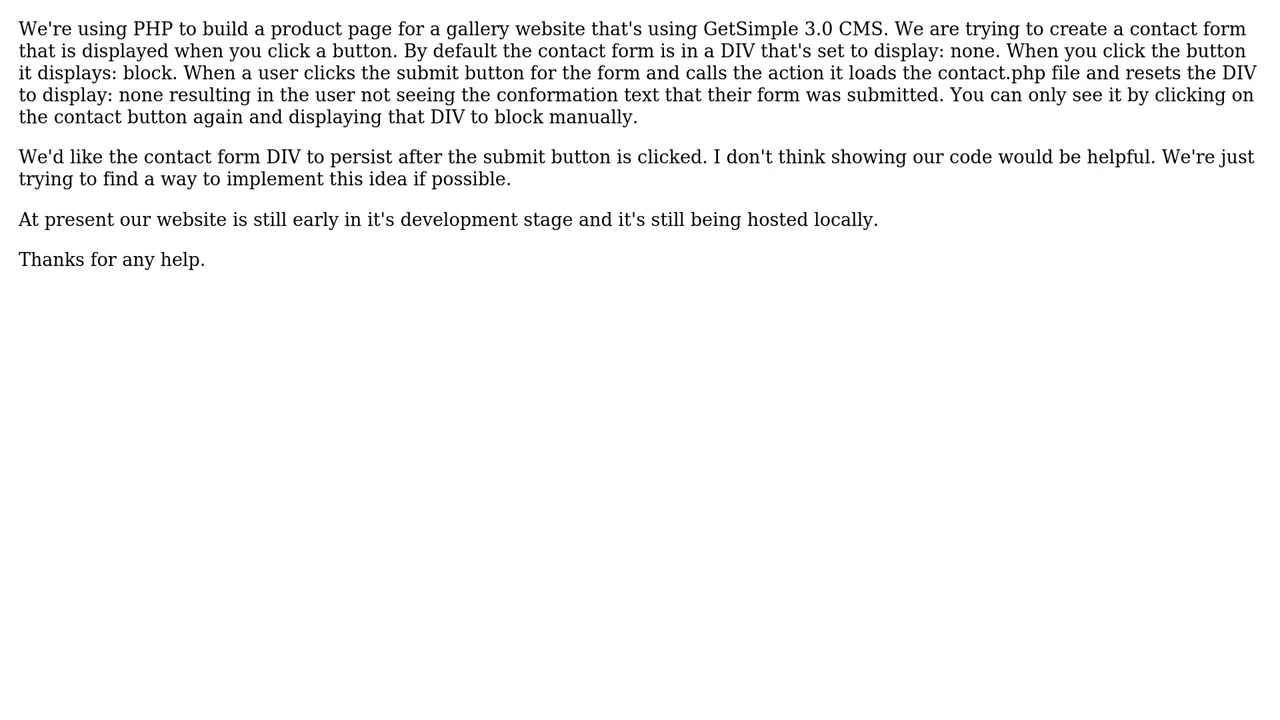 We're using PHP to build a product page for a gallery website that's using GetSimple 3.0 CMS. We are trying to create a contact form
that is displayed when you click a button. By default the contact form is in a DIV that's set to display: none. When you click the button
it displays: block. When a user clicks the submit button for the form and calls the action it loads the contact.php file and resets the DIV
to display: none resulting in the user not seeing the conformation text that their form was submitted. You can only see it by clicking on
the contact button again and displaying that DIV to block manually.
We'd like the contact form DIV to persist after the submit button is clicked. I don't think showing our code would be helpful. We're just
trying to find a way to implement this idea if possible.
At present our website is still early in it's development stage and it's still being hosted locally.
Thanks for any help.